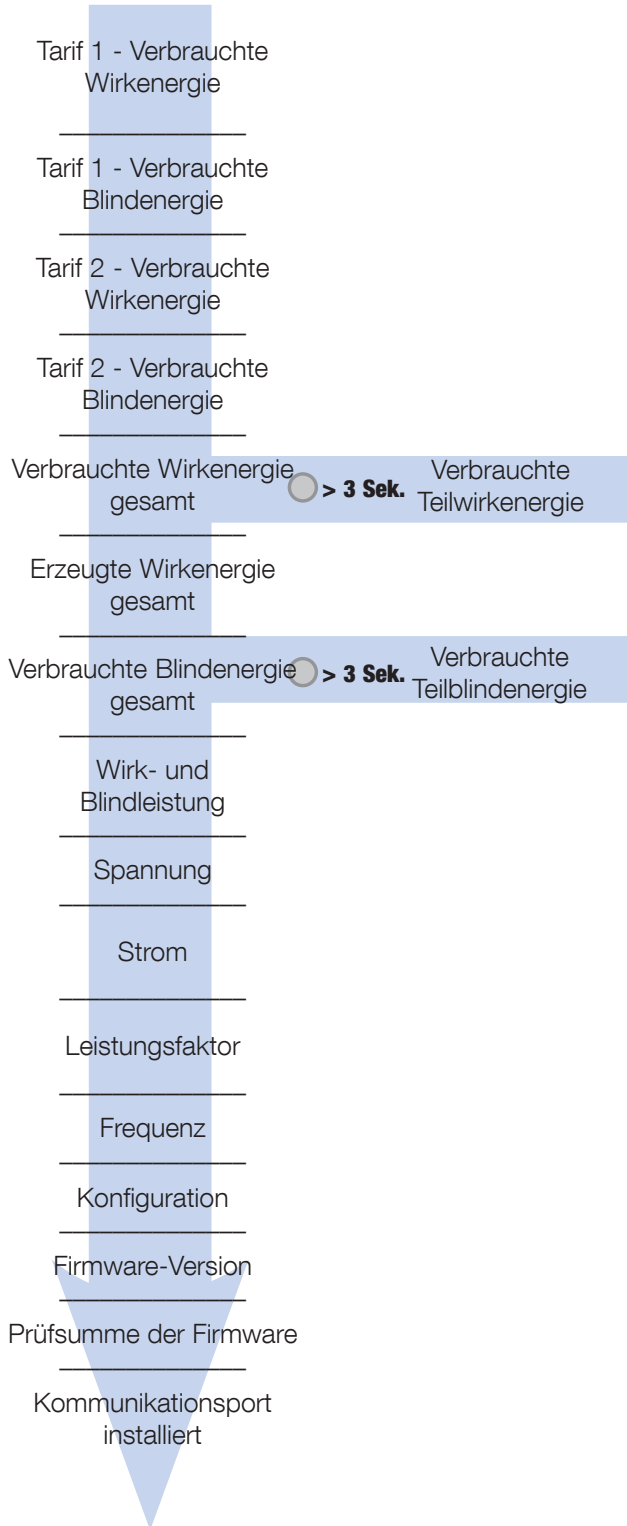 Tarif 1 - Verbrauchte
Wirkenergie
Tarif 1 - Verbrauchte
Blindenergie
Tarif 2 - Verbrauchte
Wirkenergie
Tarif 2 - Verbrauchte
Blindenergie
Verbrauchte Wirkenergie
gesamt
> 3 Sek.
Verbrauchte
Teilwirkenergie
Erzeugte Wirkenergie
gesamt
Verbrauchte Blindenergie
gesamt
> 3 Sek.
Verbrauchte
Teilblindenergie
Wirk- und
Blindleistung
Spannung
Strom
Leistungsfaktor
Frequenz
Konfiguration
Firmware-Version
Prüfsumme der Firmware
Kommunikationsport
installiert